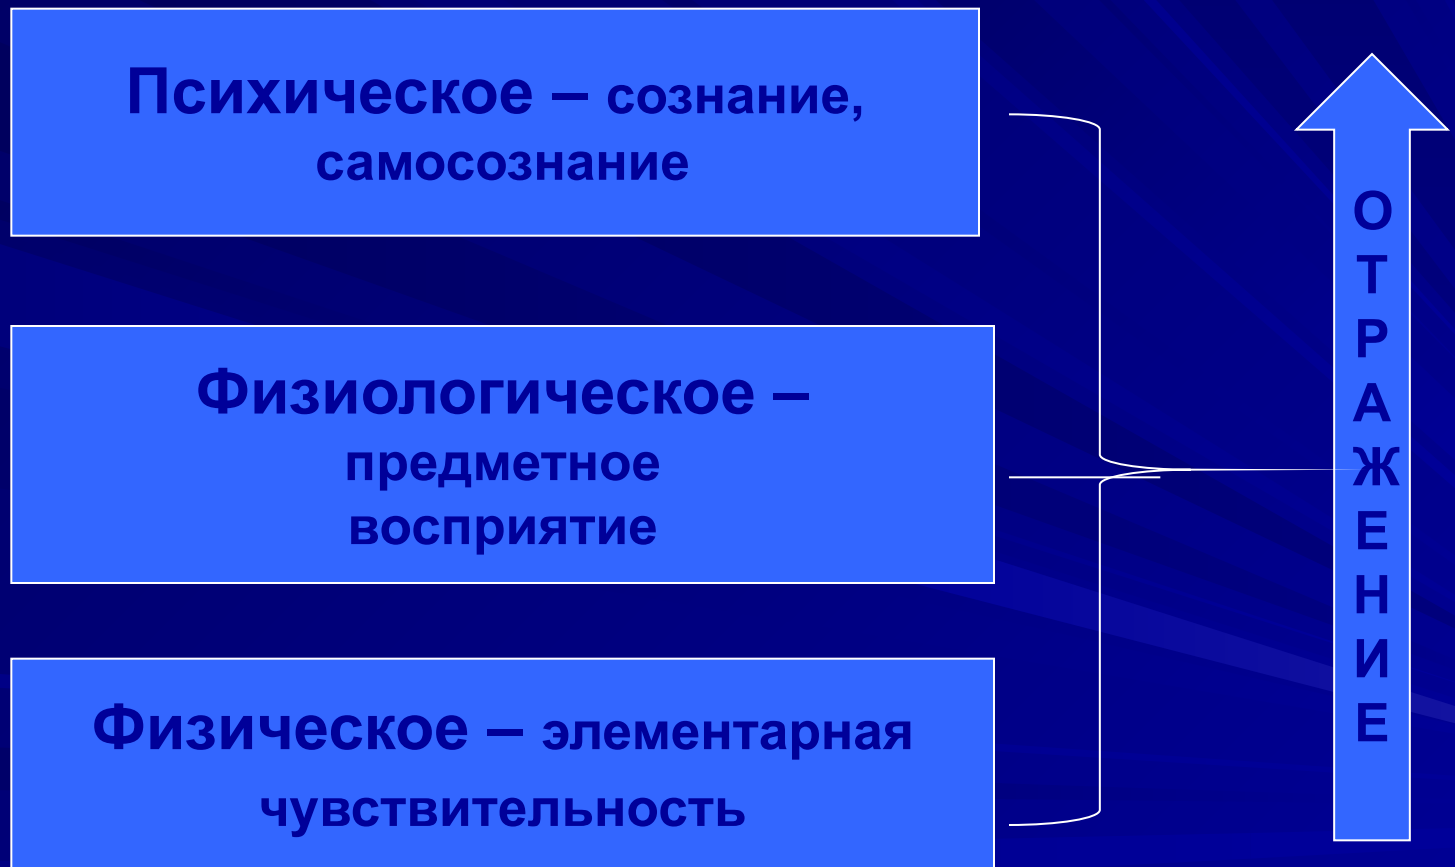 Психическое – сознание,
самосознание
Физиологическое –
предметное
восприятие
Физическое – элементарная
чувствительность
О
Т
Р
А
Ж
Е
Н
И
Е